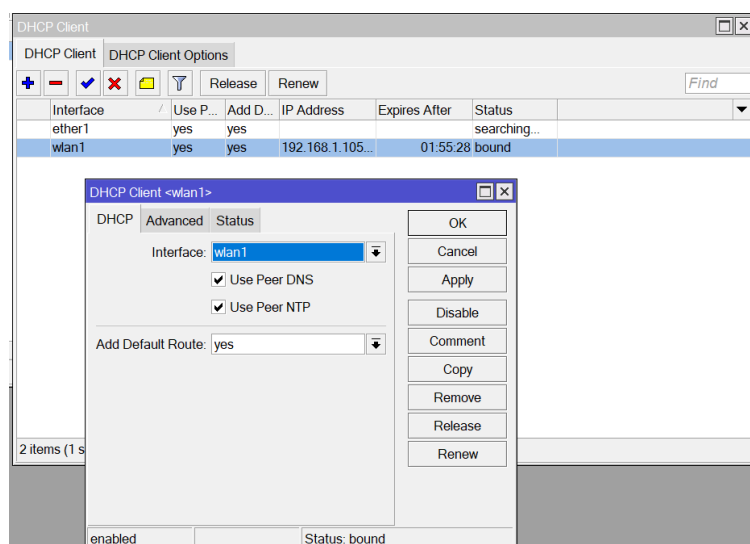 DHCP Client
DHCP Client DHCP Client Options
Release Renew Find
Interface Use P... Add D... IP Address Expires After Status
ether1 yes yes searching...
wlan1 yes yes 192.168.1.105... 01:55:28 bound
DHCP Client <wlan1>
DHCP Advanced Status
Interface: wlan1
Use Peer DNS
Use Peer NTP
Add Default Route: yes
OK
Cancel
Apply
Disable
Comment
Copy
Remove
Release
Renew
2 items (1 s
enabled Status: bound